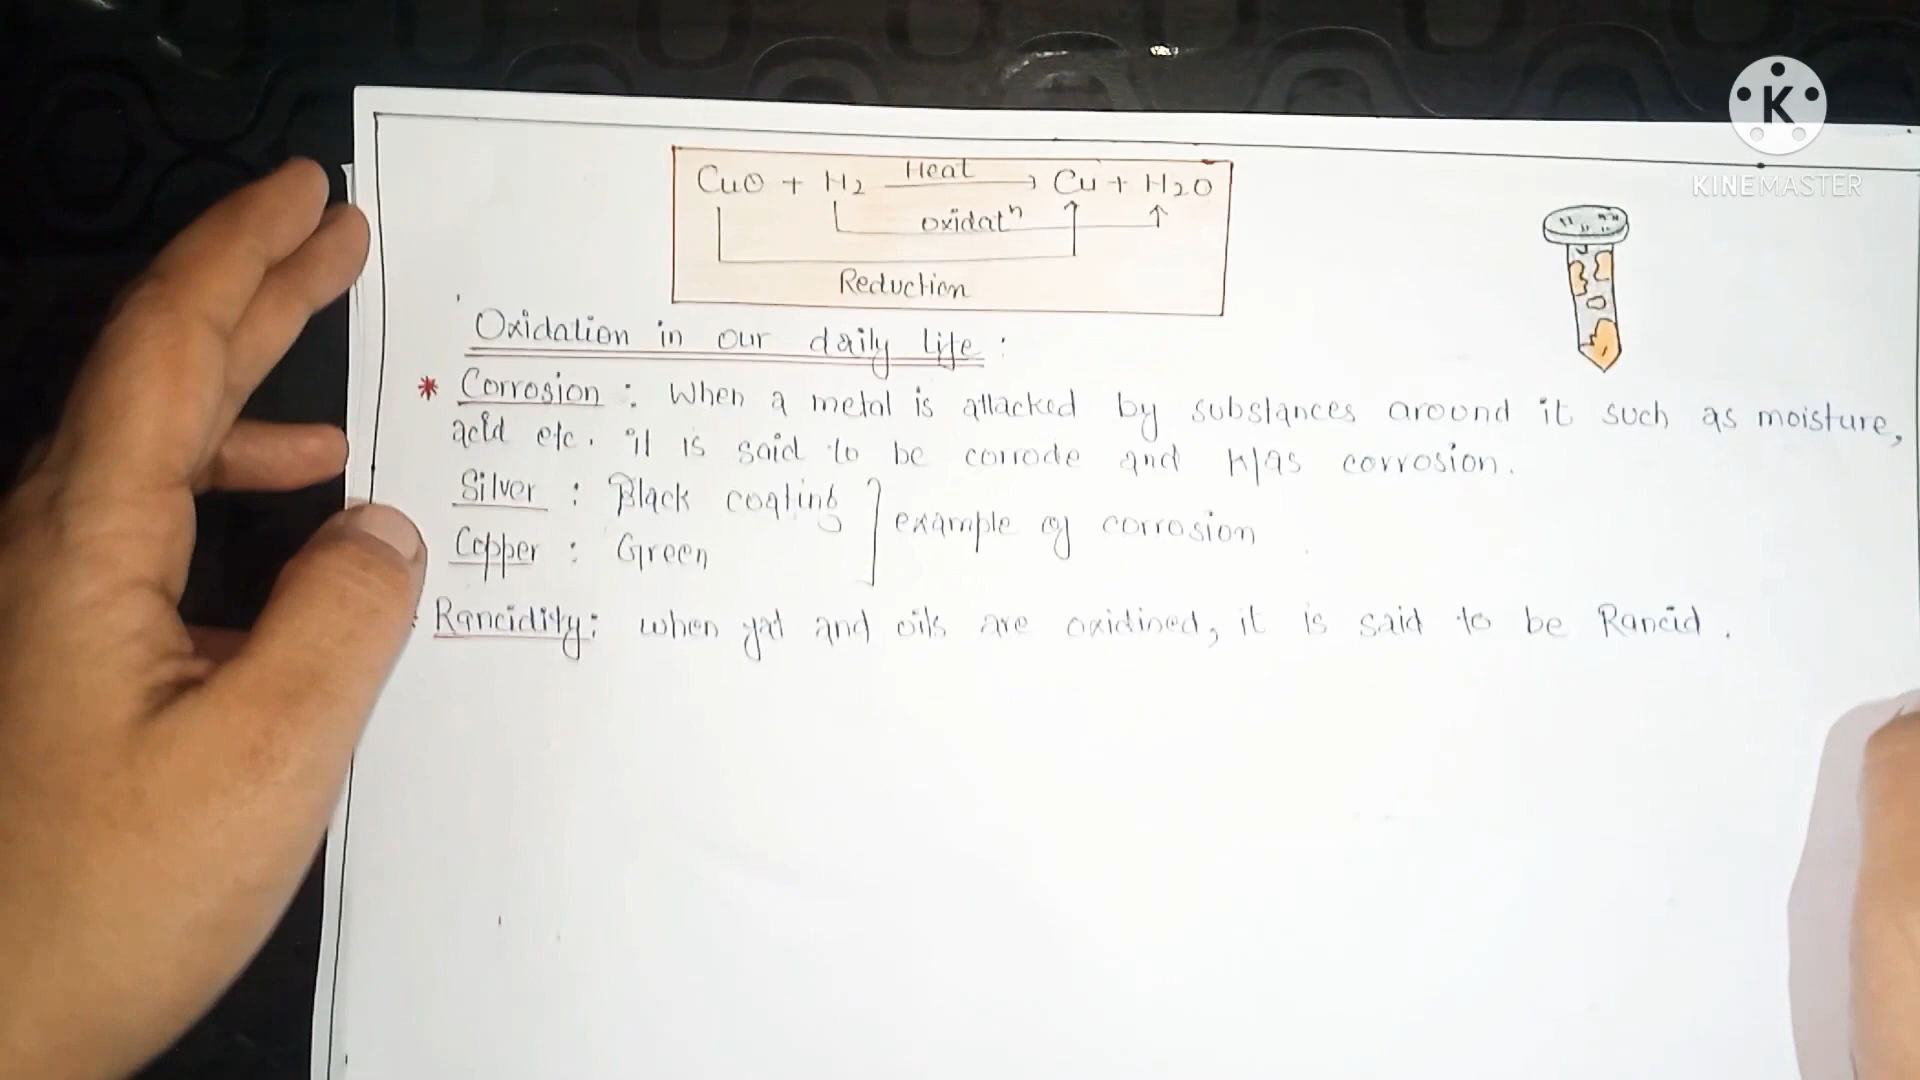 CuO + H2 Heat → Cu + H2O
oxidatn
Reduction
Oxidation in our daily life :
* Corrosion : When a metal is attacked by substances around it such as moisture,
acid etc. it is said to be corrode and K/as corrosion.
Silver : Black coating
Copper : Green
example of corrosion
Rancidity: when fat and oils are oxidined, it is said to be Rancid.
K
KINEMASTER